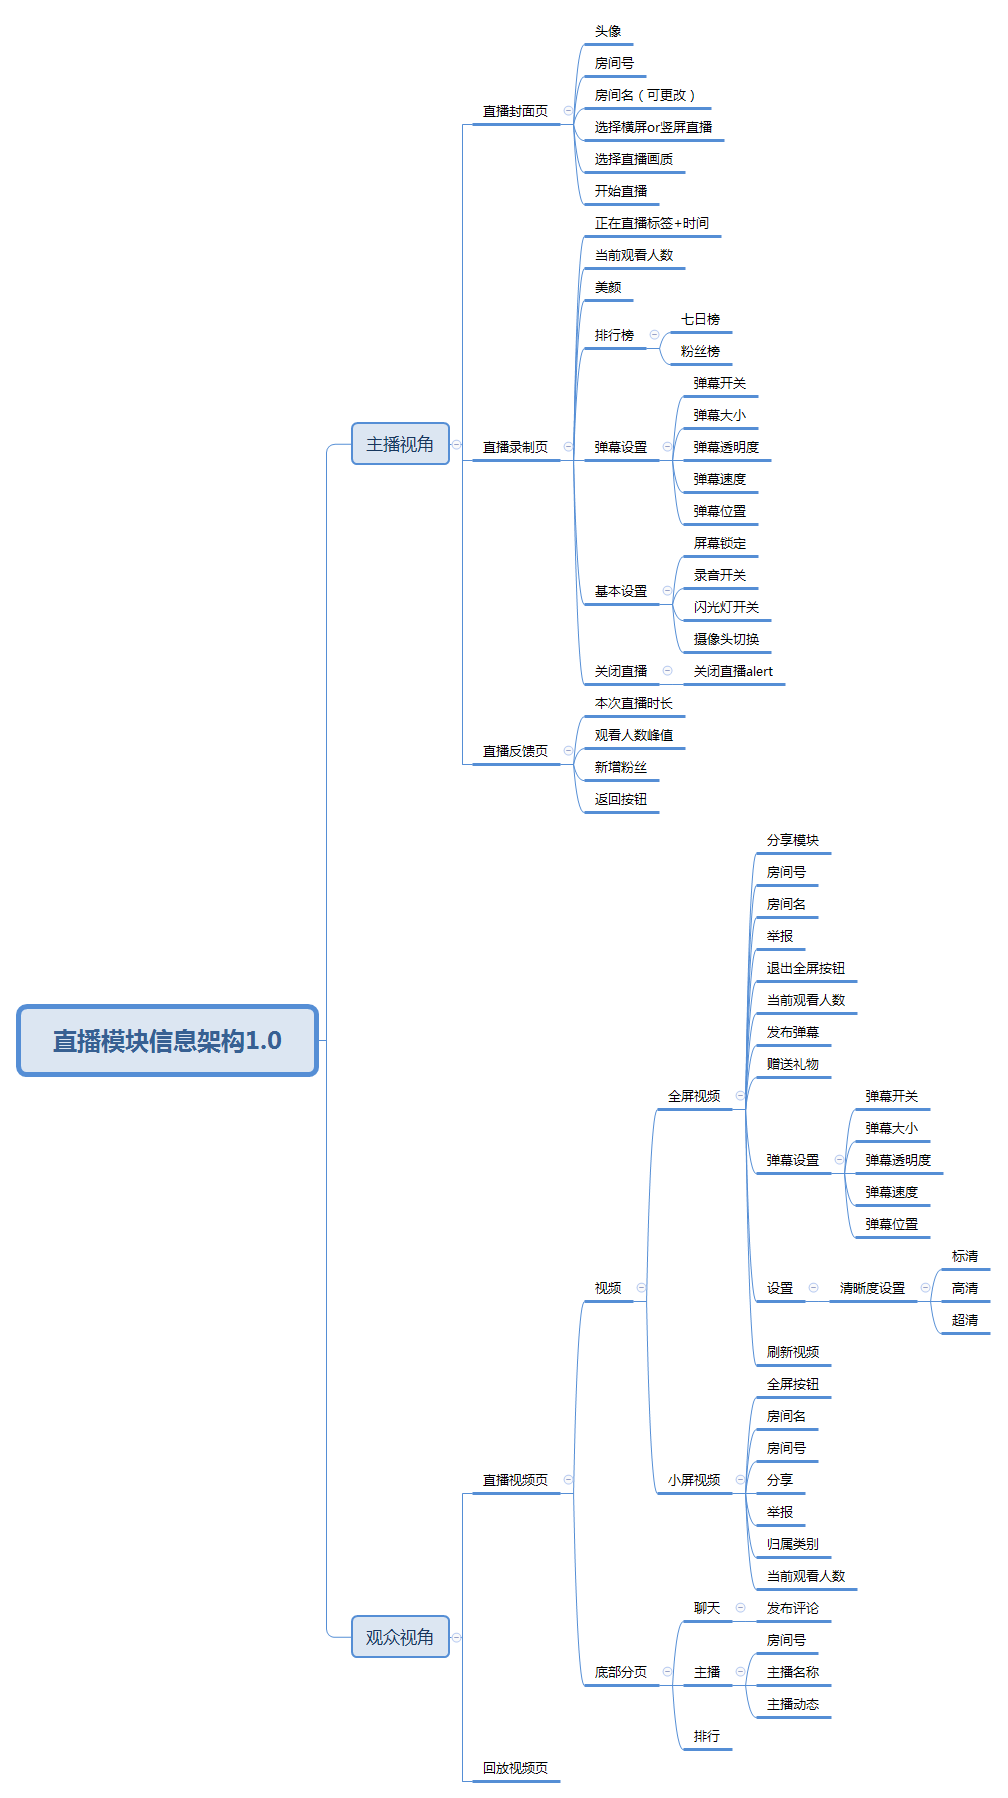 直播模块信息架构1.0
主播视角
直播封面页
头像
房间号
房间名（可更改）
选择横屏or竖屏直播
选择直播画质
开始直播
直播录制页
正在直播标签+时间
当前观看人数
美颜
排行榜
七日榜
粉丝榜
弹幕设置
弹幕开关
弹幕大小
弹幕透明度
弹幕速度
弹幕位置
基本设置
屏幕锁定
录音开关
闪光灯开关
摄像头切换
关闭直播
关闭直播alert
直播反馈页
本次直播时长
观看人数峰值
新增粉丝
返回按钮
观众视角
直播视频页
视频
全屏视频
分享模块
房间号
房间名
举报
退出全屏按钮
当前观看人数
发布弹幕
赠送礼物
弹幕设置
弹幕开关
弹幕大小
弹幕透明度
弹幕速度
弹幕位置
设置
清晰度设置
标清
高清
超清
刷新视频
小屏视频
全屏按钮
房间名
房间号
分享
举报
归属类别
当前观看人数
底部分页
聊天
发布评论
主播
房间号
主播名称
主播动态
排行
回放视频页